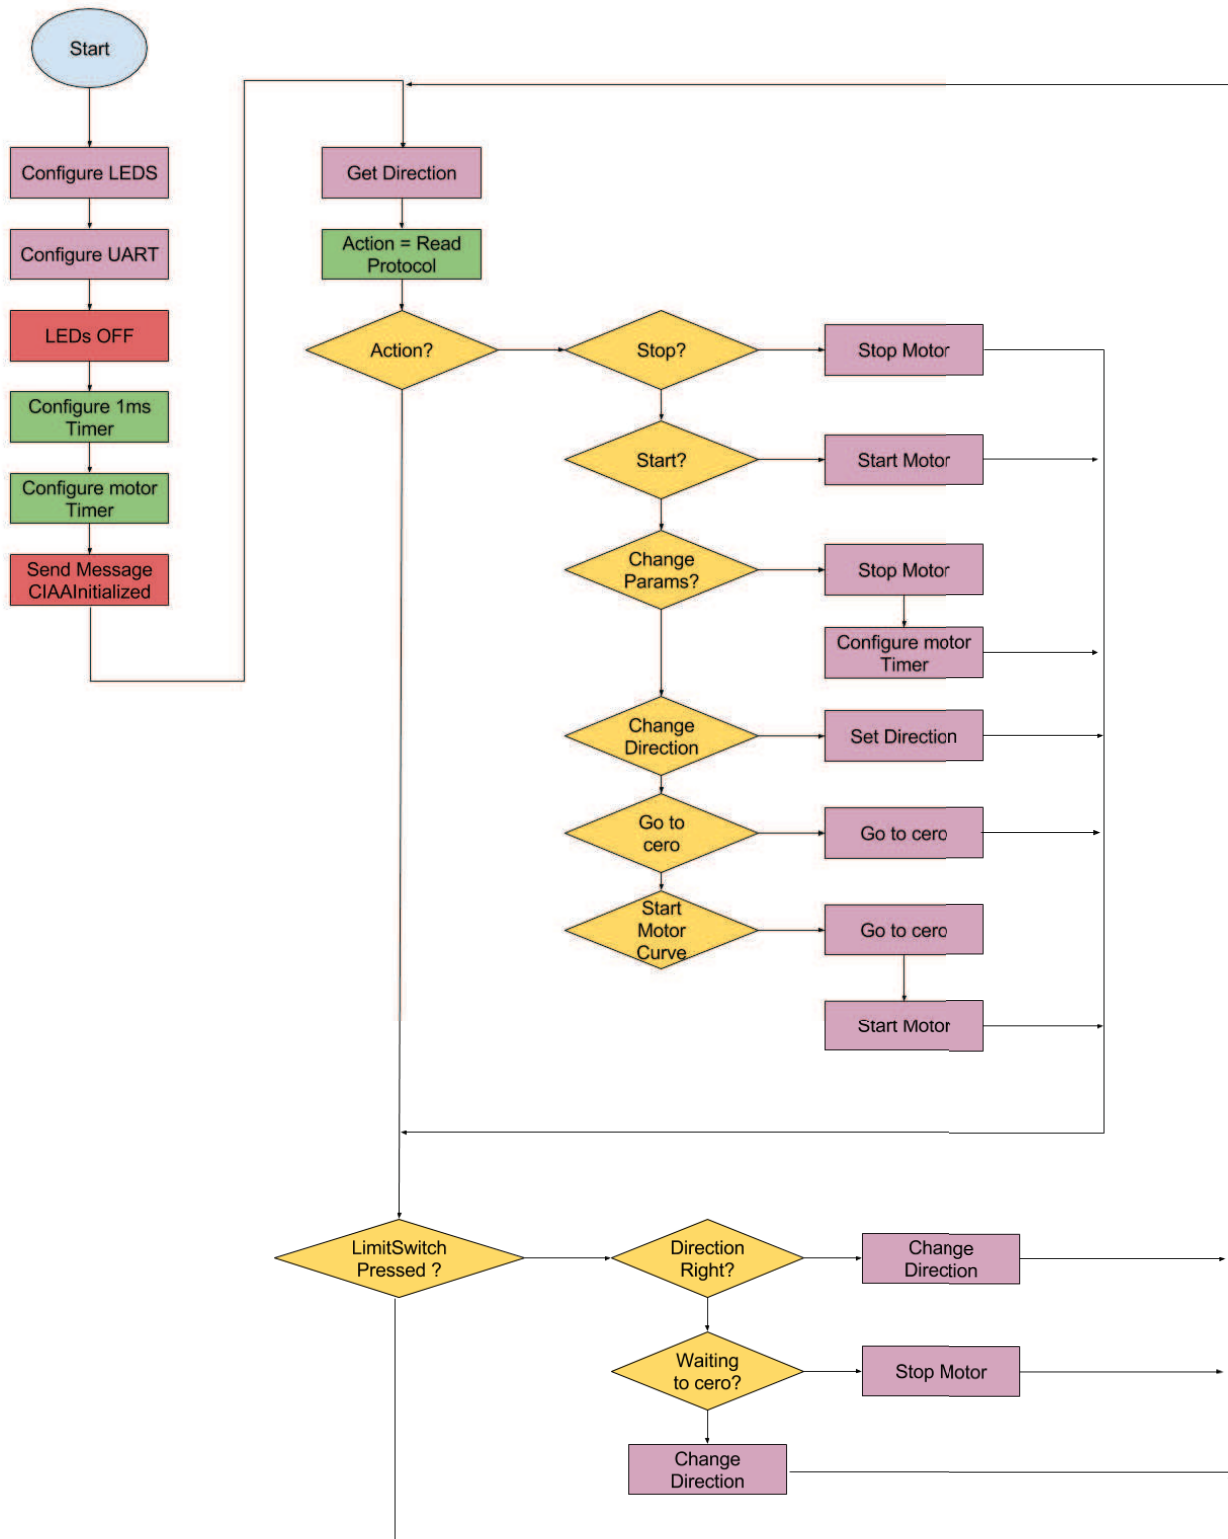 Start
Configure LEDS
Configure UART
LEDs OFF
Configure 1ms
Timer
Configure motor
Timer
Send Message
CIAAInitialized
Get Direction
Action = Read
Protocol
Action?
Stop?
Stop Motor
Start?
Start Motor
Change
Params?
Stop Motor
Configure motor
Timer
Change
Direction
Set Direction
Go to
cero
Go to cero
Start
Motor
Curve
Go to cero
Start Motor
LimitSwitch
Pressed ?
Direction
Right?
Change
Direction
Waiting
to cero?
Stop Motor
Change
Direction